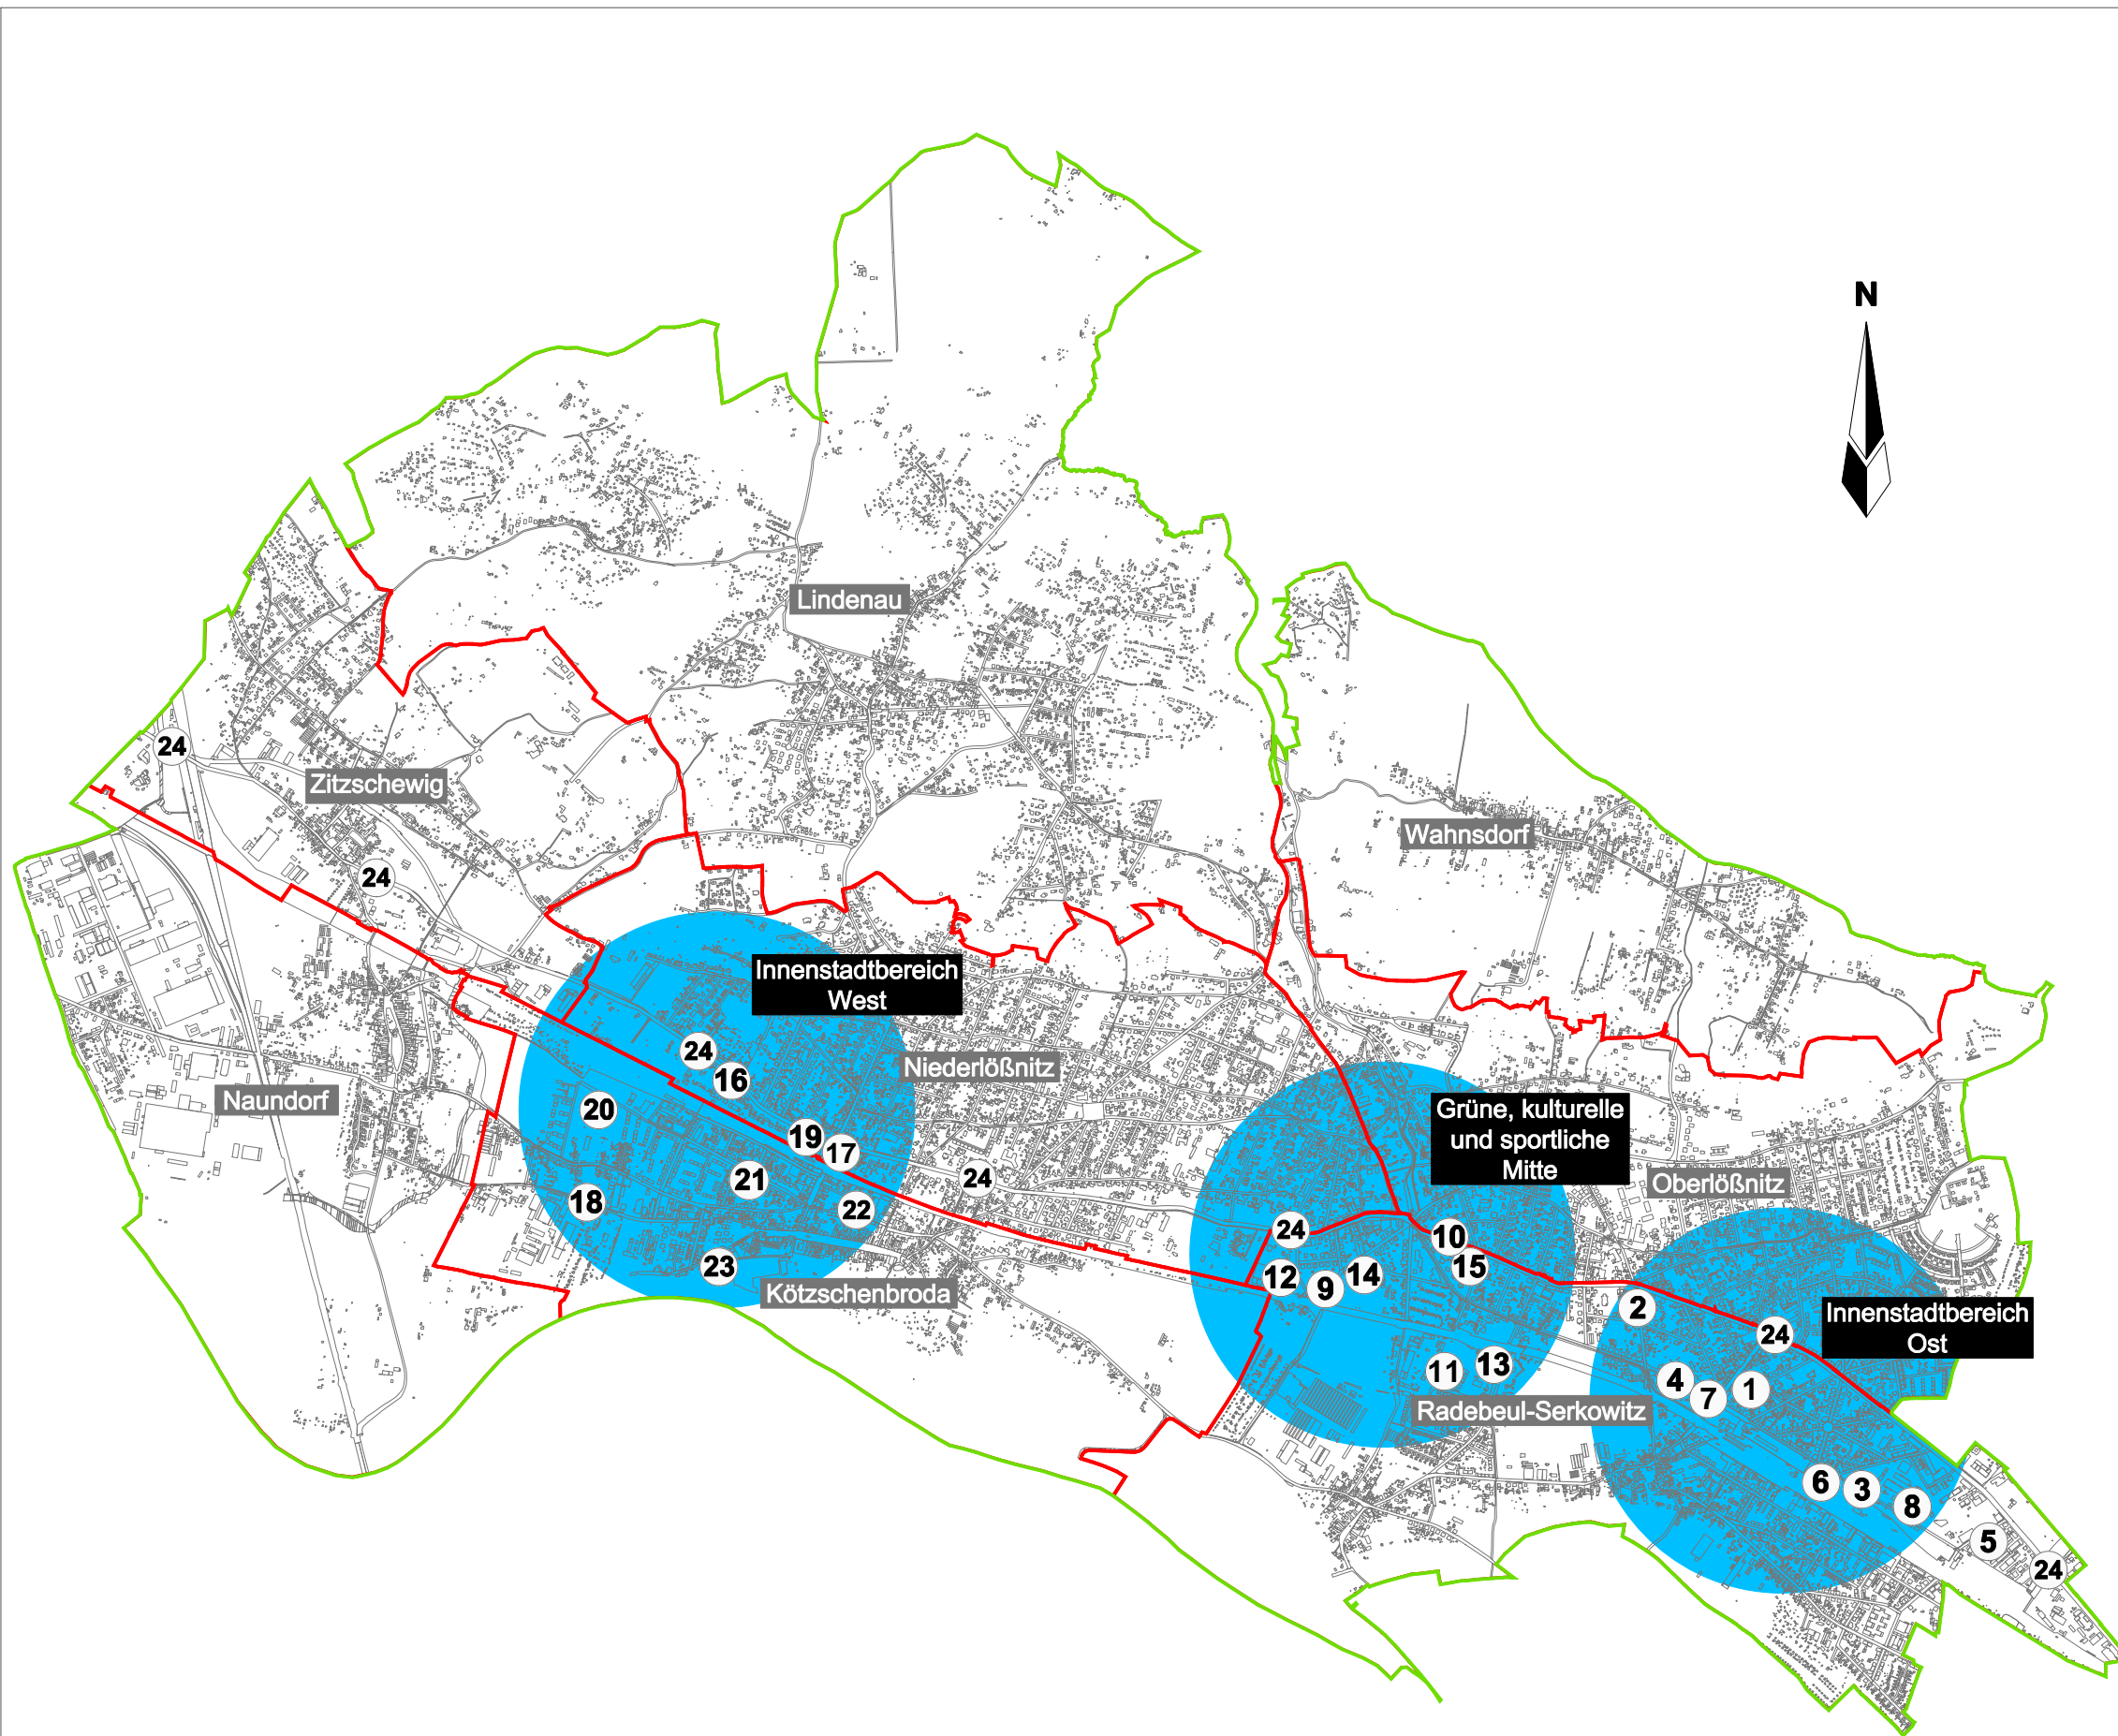 N
Lindenau
24
Zitzschewig
Wahnsdorf
24
Innenstadtbereich
West
24
16
Niederlößnitz
Naundorf
20
Grüne, kulturelle
und sportliche
Mitte
19
17
21
24
Oberlößnitz
18
22
24
10
23
12
9
14
15
Kötzschenbroda
2
Innenstadtbereich
Ost
24
11
13
4
7
1
Radebeul-Serkowitz
6
3
8
5
24